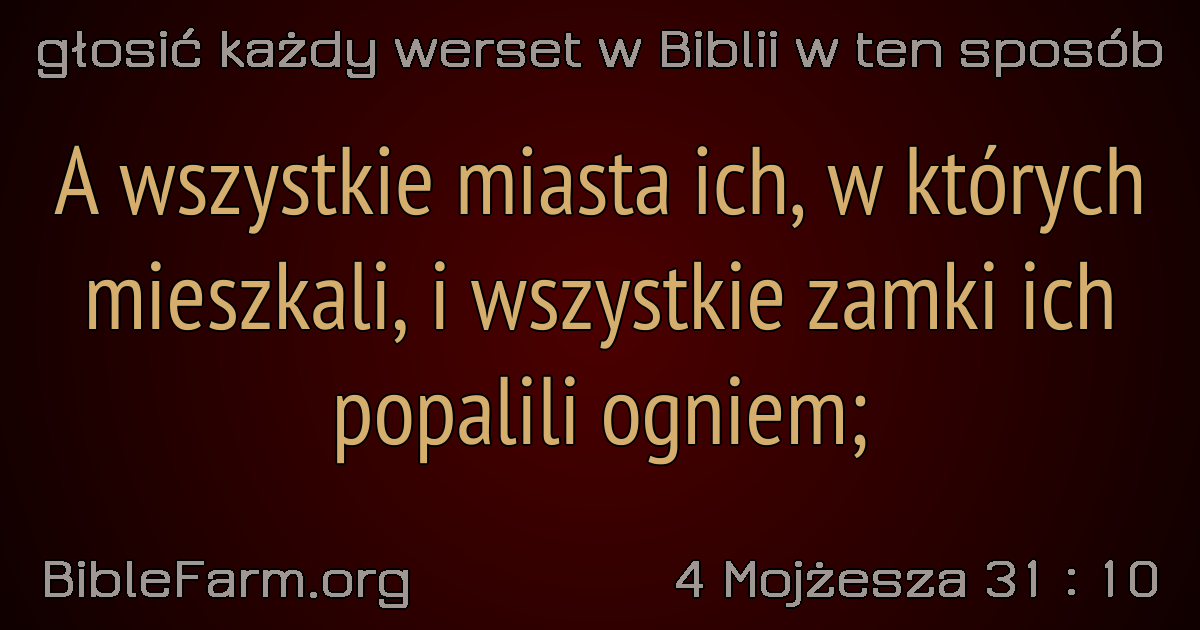 głosić każdy werset w Biblii w ten sposób
A wszystkie miasta ich, w których
mieszkali, i wszystkie zamki ich
popalili ogniem;
BibleFarm.org
4 Mojżesza 31 : 10